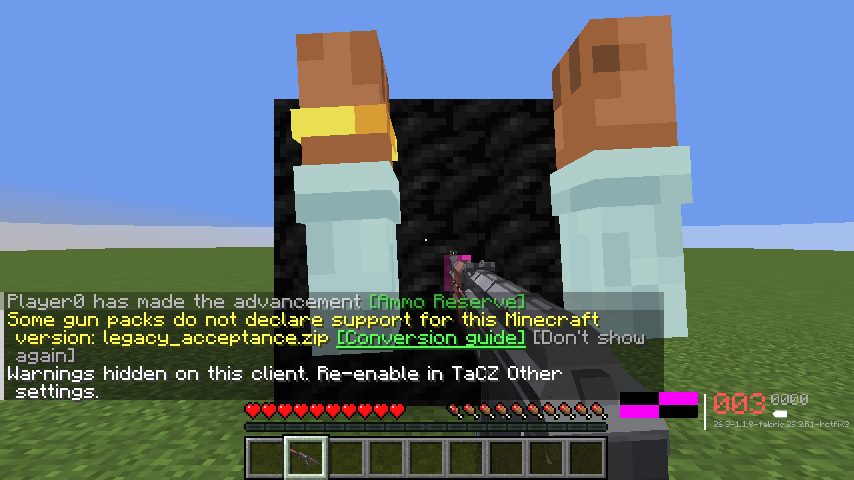 Player0 has made the advancement [Ammo Reserve]
Some gun packs do not declare support for this Minecraft
version: legacy_acceptance.zip [Conversion guide] [Don't show
again]
Warnings hidden on this client. Re-enable in TaCZ Other
settings.
003 0000